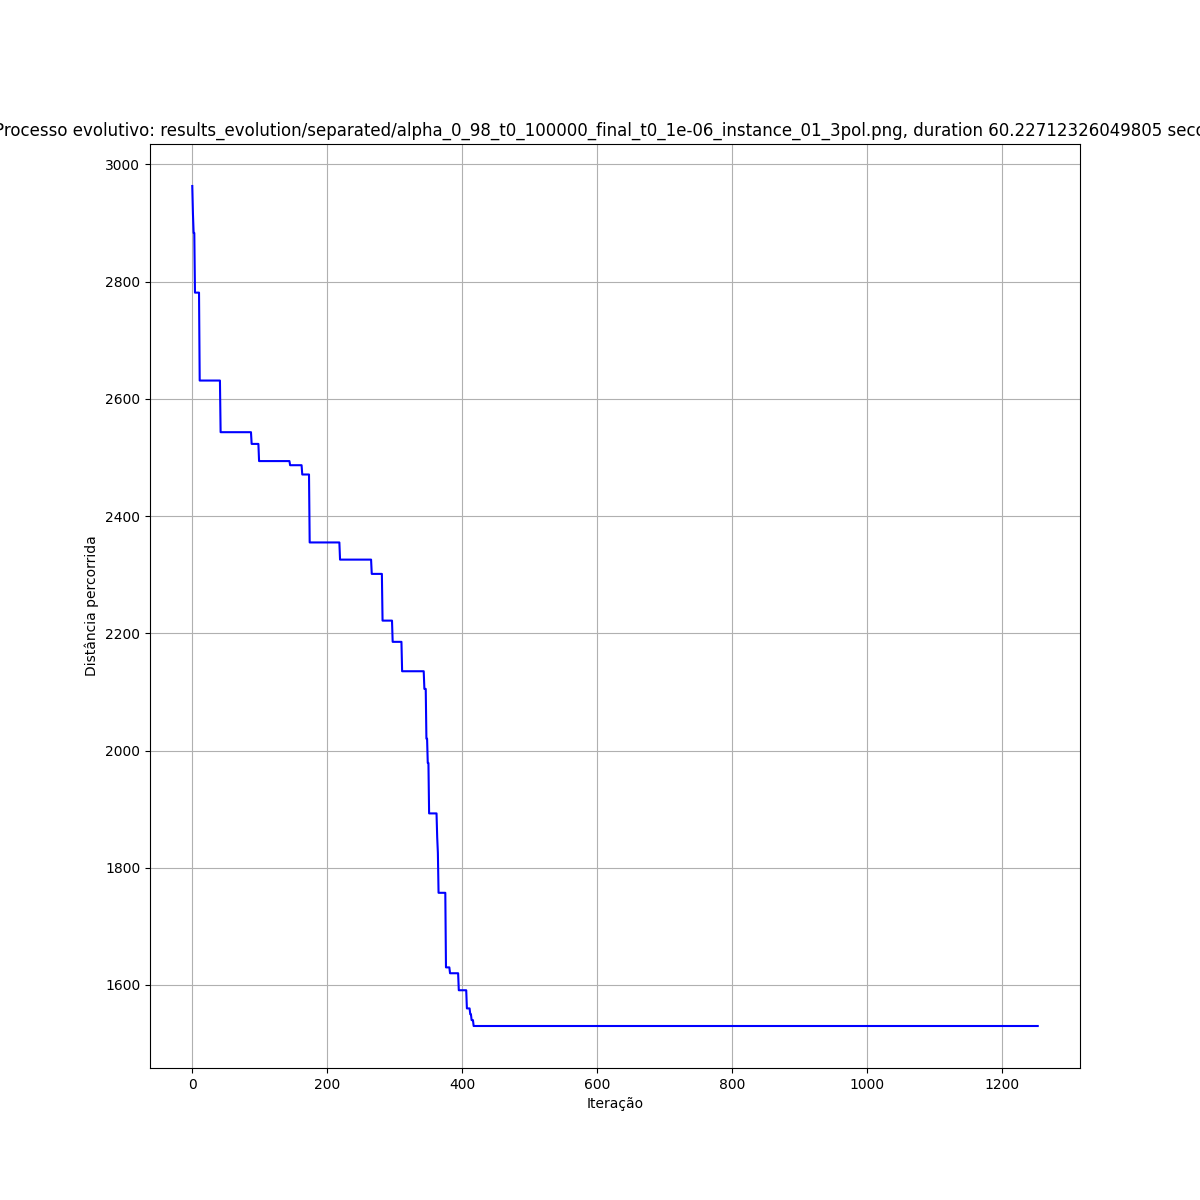 Processo evolutivo: results_evolution/separated/alpha_0_98_t0_100000_final_t0_1e-06_instance_01_3pol.png, duration 60.22712326049805 seco
3000
2800
2600
2400
2200
2000
1800
1600
Distância percorrida
0 200 400 600 800 1000 1200
Iteração